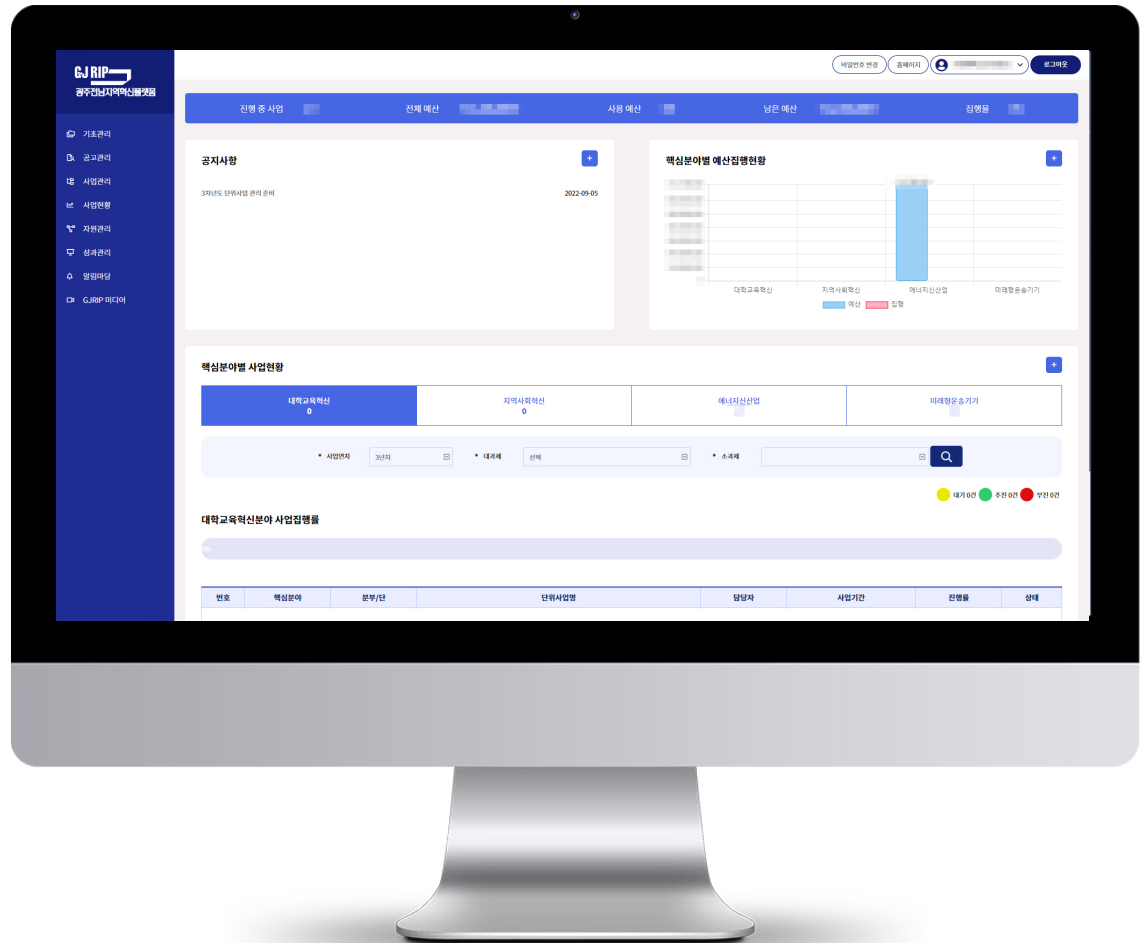 GJ RIP
광주전남지역혁신플랫폼
비밀번호 변경
홈페이지
로그아웃
기초관리
공고관리
사업관리
사업현황
자원관리
성과관리
알림마당
GJRIP 미디어
진행 중 사업
전체 예산
사용 예산
남은 예산
집행율
공지사항
+
3차년도 단위사업 관리 준비 2022-09-05
핵심분야별 예산집행현황
+
대학교육혁신 지역사회혁신 에너지신산업 미래형운송기기
예산 집행
핵심분야별 사업현황
+
대학교육혁신
0
지역사회혁신
0
에너지신산업
미래형운송기기
* 사업연차 3년차 * 대과제 선택 * 소과제
대기 0건 추진 0건 부진 0건
대학교육혁신분야 사업집행률
번호 핵심분야 분부/단 단위사업명 담당자 사업기간 진행률 상태